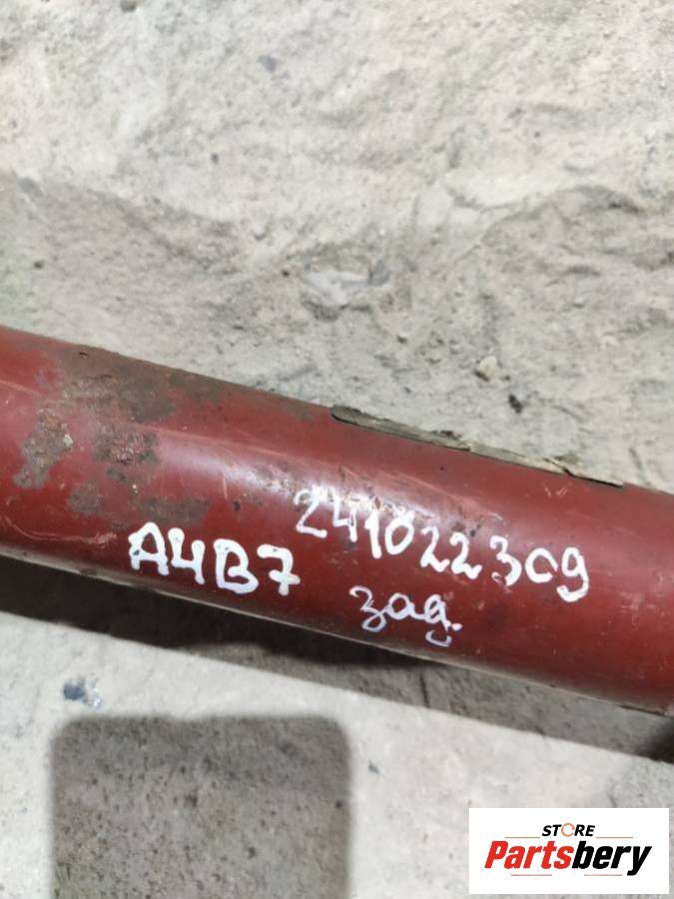 241022309
A4B7
зад.
STORE
Partsbery